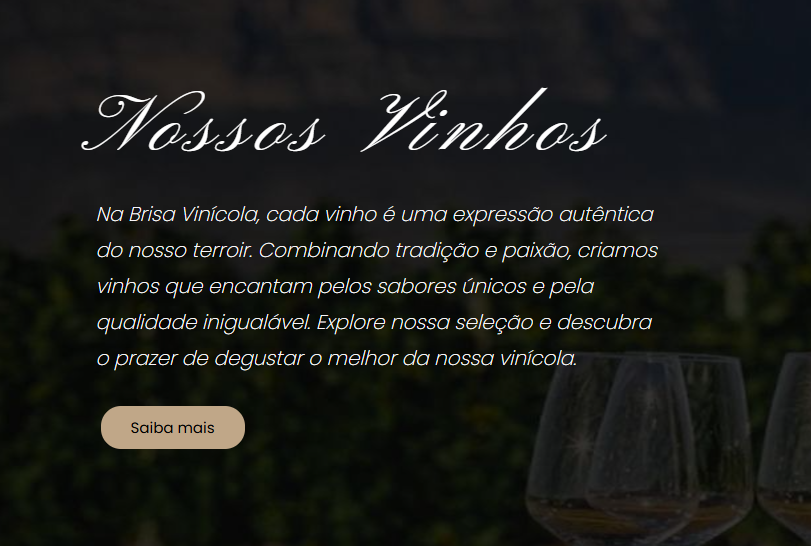 Nossos Vinhos
Na Brisa Vinícola, cada vinho é uma expressão autêntica
do nosso terroir. Combinando tradição e paixão, criamos
vinhos que encantam pelos sabores únicos e pela
qualidade inigualável. Explore nossa seleção e descubra
o prazer de degustar o melhor da nossa vinícola.
Saiba mais